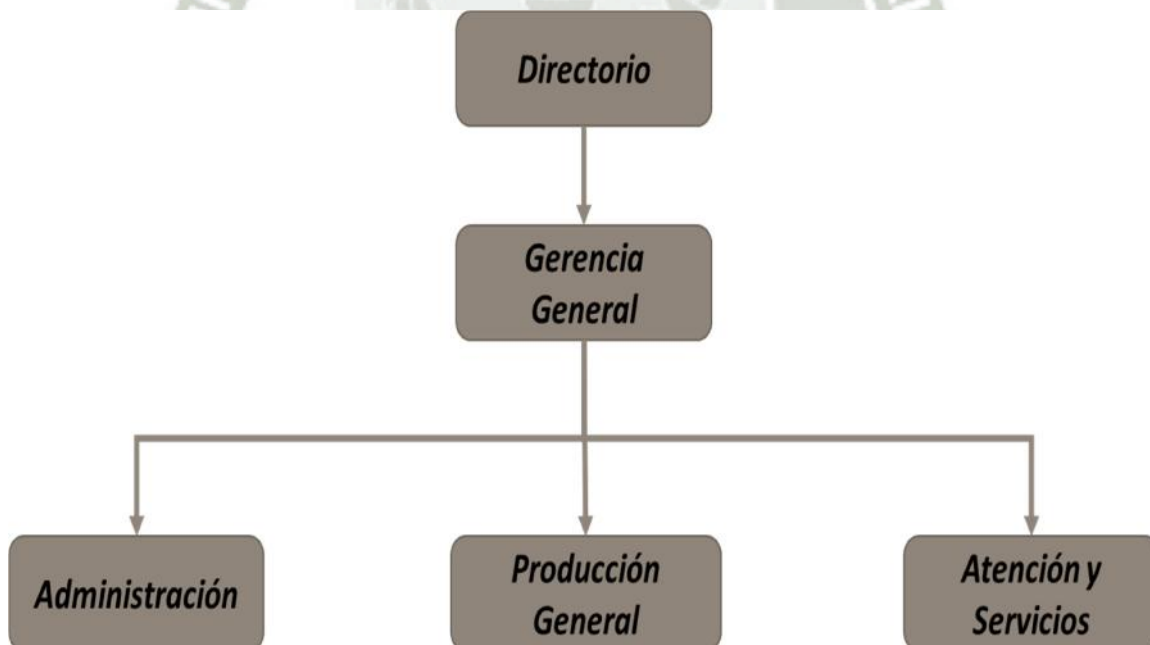 Directorio
Gerencia
General
Administración
Producción
General
Atención y
Servicios